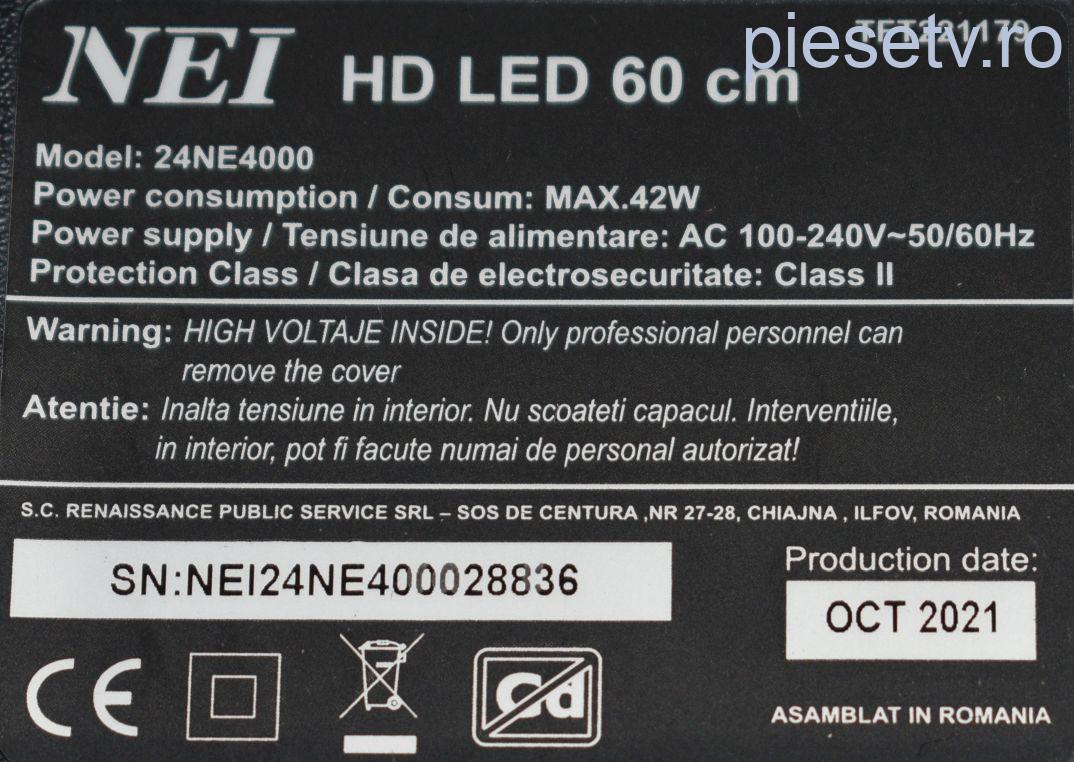 NEI
TFT221179
piesetv.ro
HD LED 60 cm
Model: 24NE4000
Power consumption / Consum: MAX.42W
Power supply / Tensiune de alimentare: AC 100-240V~50/60Hz
Protection Class / Clasa de electrosecuritate: Class II
Warning: HIGH VOLTAJE INSIDE! Only professional personnel can
remove the cover
Atentie: Inalta tensiune in interior. Nu scoateti capacul. Interventiile,
in interior, pot fi facute numai de personal autorizat!
S.C. RENAISSANCE PUBLIC SERVICE SRL – SOS DE CENTURA ,NR 27-28, CHIAJNA , ILFOV, ROMANIA
SN:NEI24NE400028836
Production date:
OCT 2021
CE
Cd
ASAMBLAT IN ROMANIA